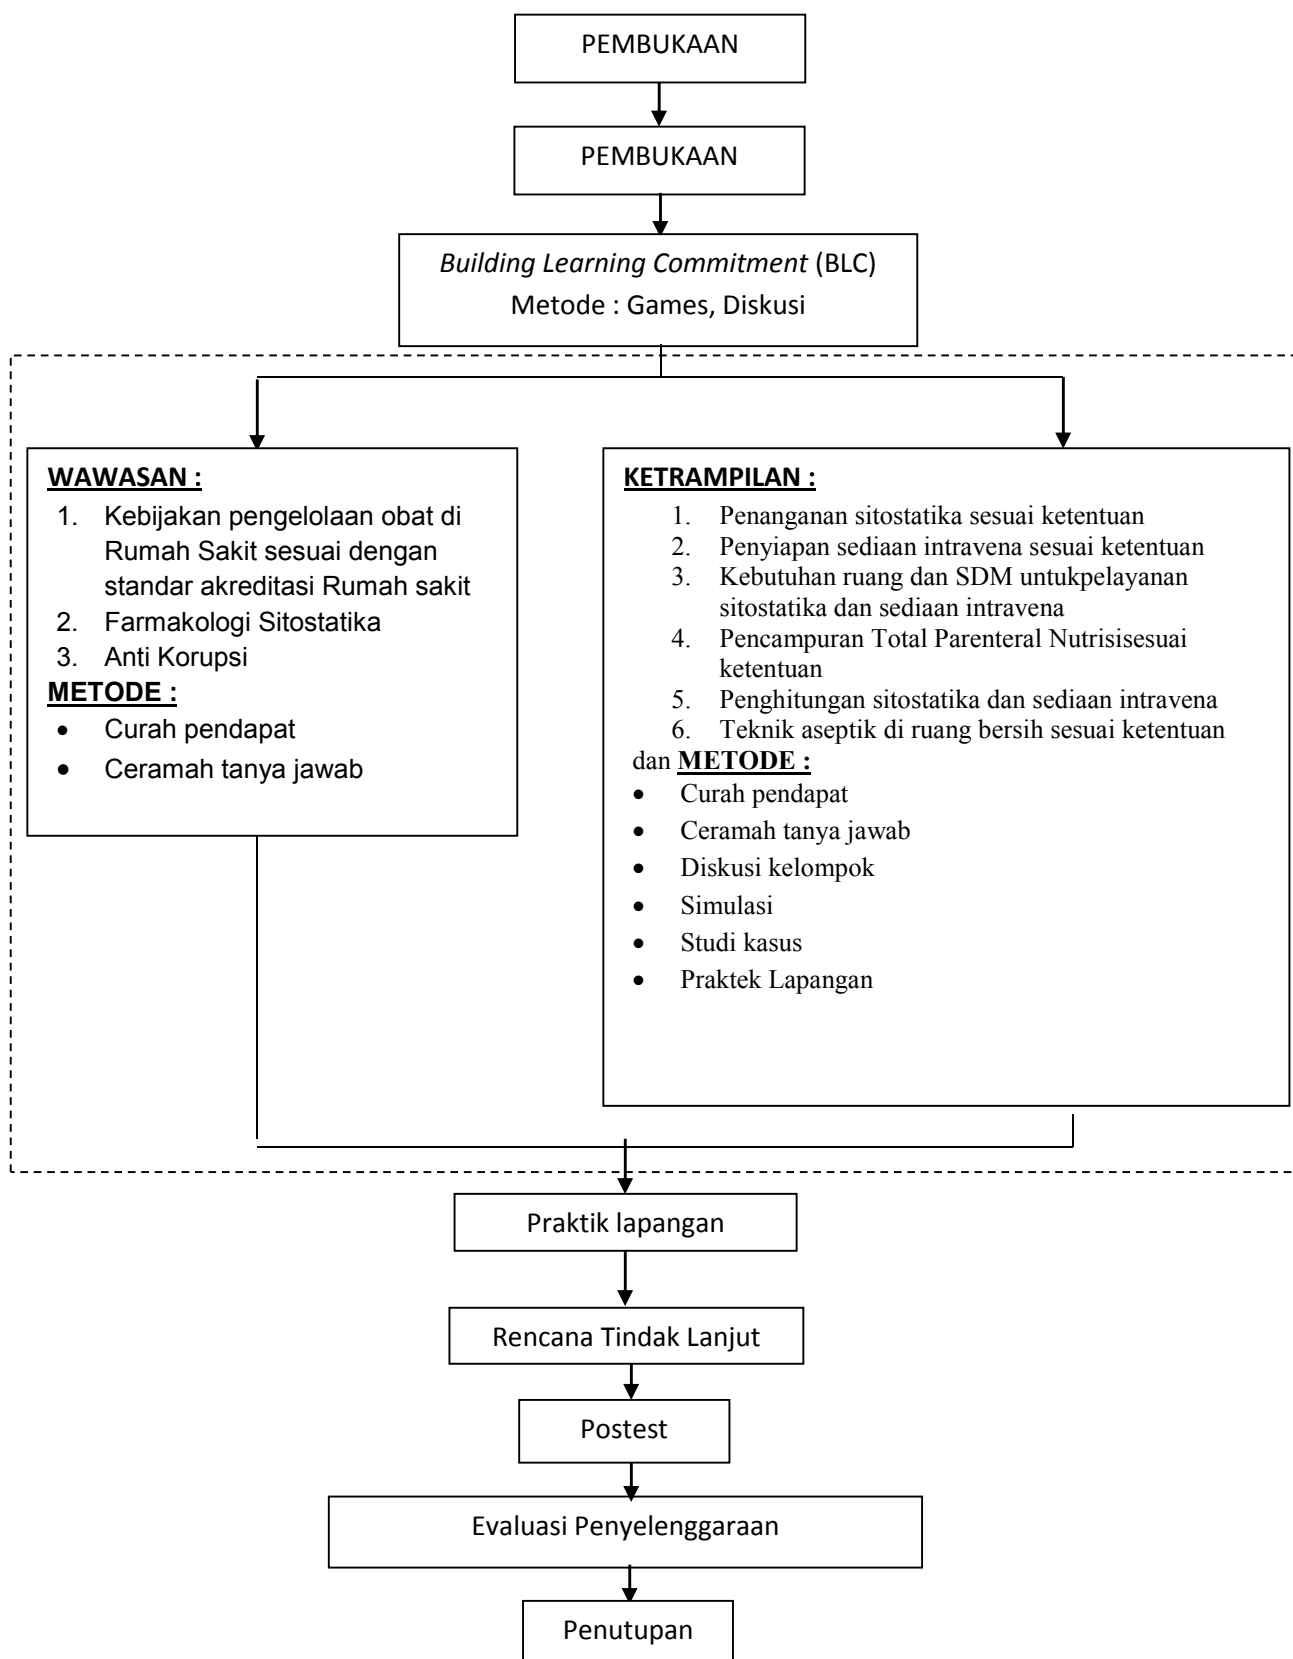 PEMBUKAAN
PEMBUKAAN
Building Learning Commitment (BLC)
Metode : Games, Diskusi
WAWASAN :
1. Kebijakan pengelolaan obat di
Rumah Sakit sesuai dengan
standar akreditasi Rumah sakit
2. Farmakologi Sitostatika
3. Anti Korupsi
METODE :
• Curah pendapat
• Ceramah tanya jawab
KETRAMPILAN :
1. Penanganan sitostatika sesuai ketentuan
2. Penyiapan sediaan intravena sesuai ketentuan
3. Kebutuhan ruang dan SDM untukpelayanan
sitostatika dan sediaan intravena
4. Pencampuran Total Parenteral Nutrisisesuai
ketentuan
5. Penghitungan sitostatika dan sediaan intravena
6. Teknik aseptik di ruang bersih sesuai ketentuan
dan METODE :
• Curah pendapat
• Ceramah tanya jawab
• Diskusi kelompok
• Simulasi
• Studi kasus
• Praktek Lapangan
Praktik lapangan
Rencana Tindak Lanjut
Postest
Evaluasi Penyelenggaraan
Penutupan